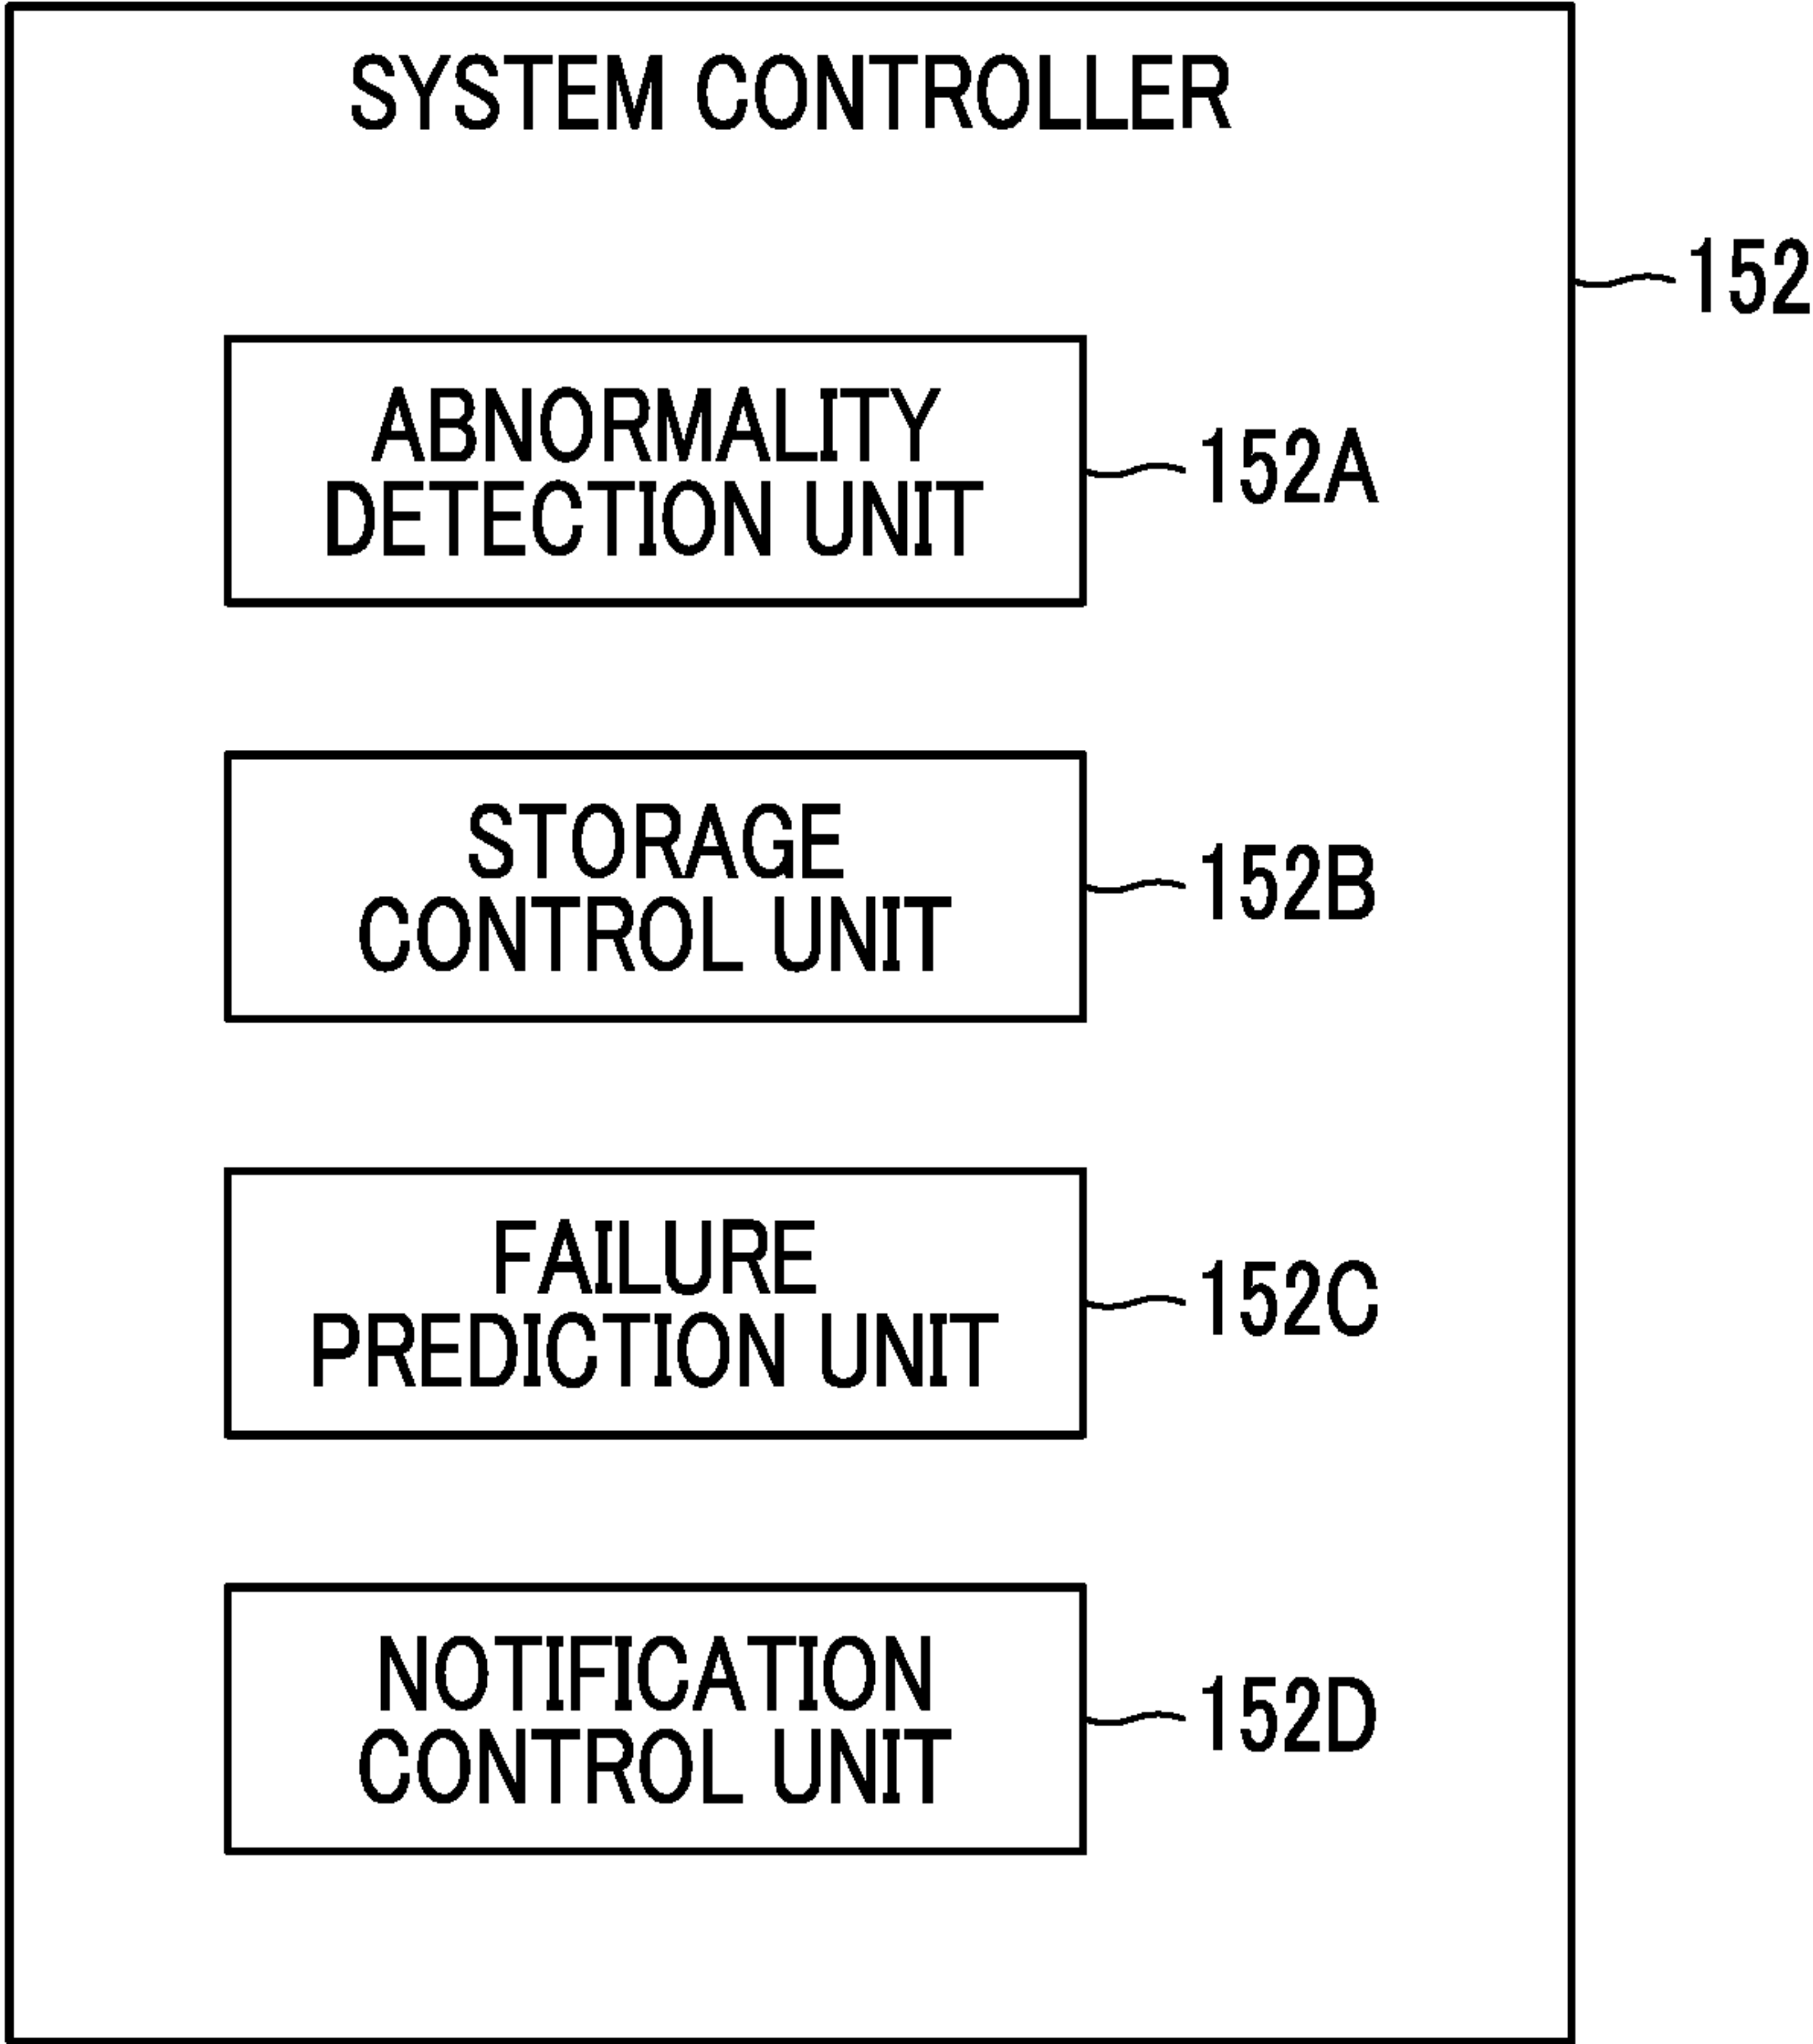 SYSTEM CONTROLLER
152
ABNORMALITY
DETECTION UNIT
152A
STORAGE
CONTROL UNIT
152B
FAILURE
PREDICTION UNIT
152C
NOTIFICATION
CONTROL UNIT
152D